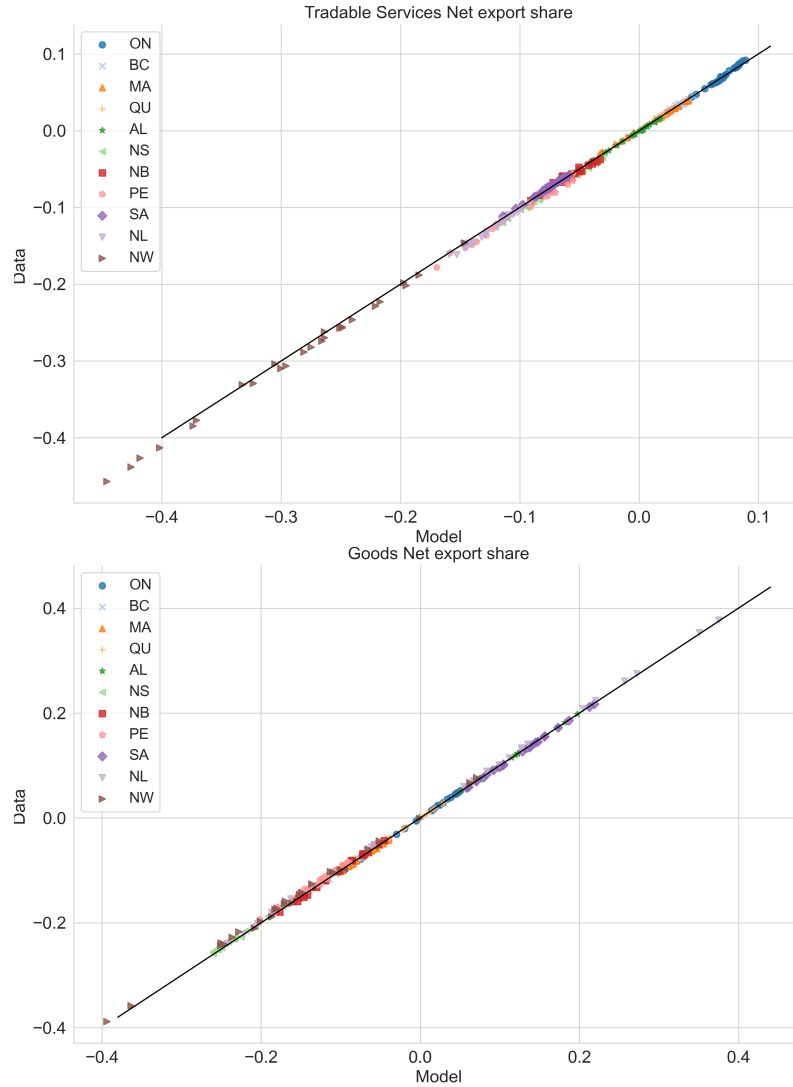 Tradable Services Net export share
ON
BC
MA
QU
AL
NS
NB
PE
SA
NL
NW
0.1
0.0
−0.1
−0.2
−0.3
−0.4
Data
−0.4 −0.3 −0.2 −0.1 0.0 0.1
Model
Goods Net export share
ON
BC
MA
QU
AL
NS
NB
PE
SA
NL
NW
0.4
0.2
0.0
−0.2
−0.4
Data
−0.4 −0.2 0.0 0.2 0.4
Model